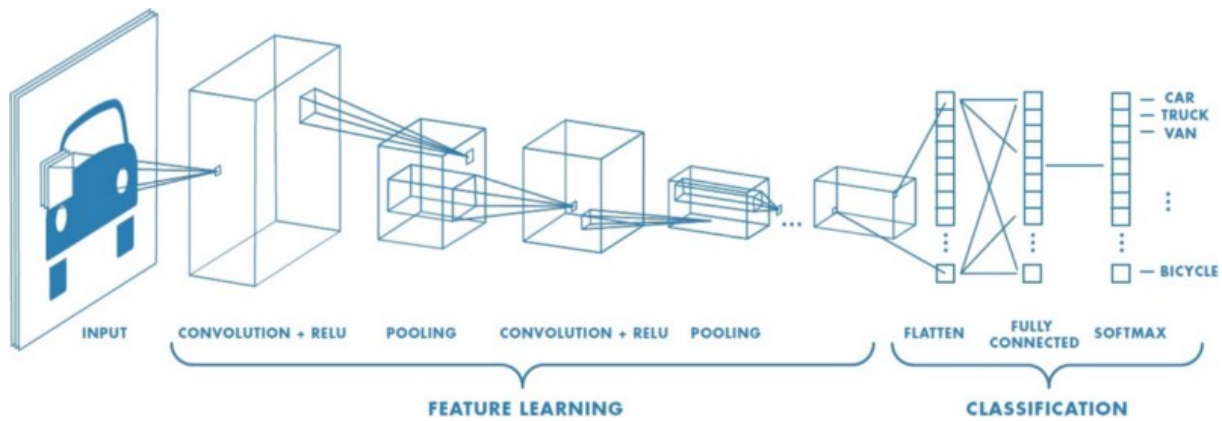 CAR
TRUCK
VAN
BICYCLE
INPUT
CONVOLUTION + RELU
POOLING
CONVOLUTION + RELU
POOLING
FLATTEN
FULLY
CONNECTED
SOFTMAX
FEATURE LEARNING
CLASSIFICATION